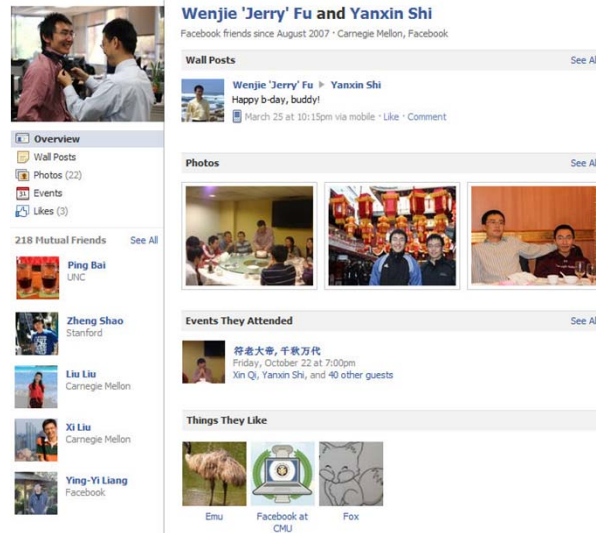 Wenjie 'Jerry' Fu and Yanxin Shi
Facebook friends since August 2007 · Carnegie Mellon, Facebook
Wall Posts
See Al
Wenjie 'Jerry' Fu ▶ Yanxin Shi
Happy b-day, buddy!
March 25 at 10:15pm via mobile · Like · Comment
Overview
Wall Posts
Photos (22)
31 Events
Likes (3)
218 Mutual Friends
See All
Ping Bai
UNC
Zheng Shao
Stanford
Liu Liu
Carnegie Mellon
Xi Liu
Carnegie Mellon
Ying-Yi Liang
Facebook
Photos
See Al
Events They Attended
See Al
符老大帝, 千秋万代
Friday, October 22 at 7:00pm
Xin Qi, Yanxin Shi, and 40 other guests
Things They Like
Emu
Facebook at
CMU
Fox